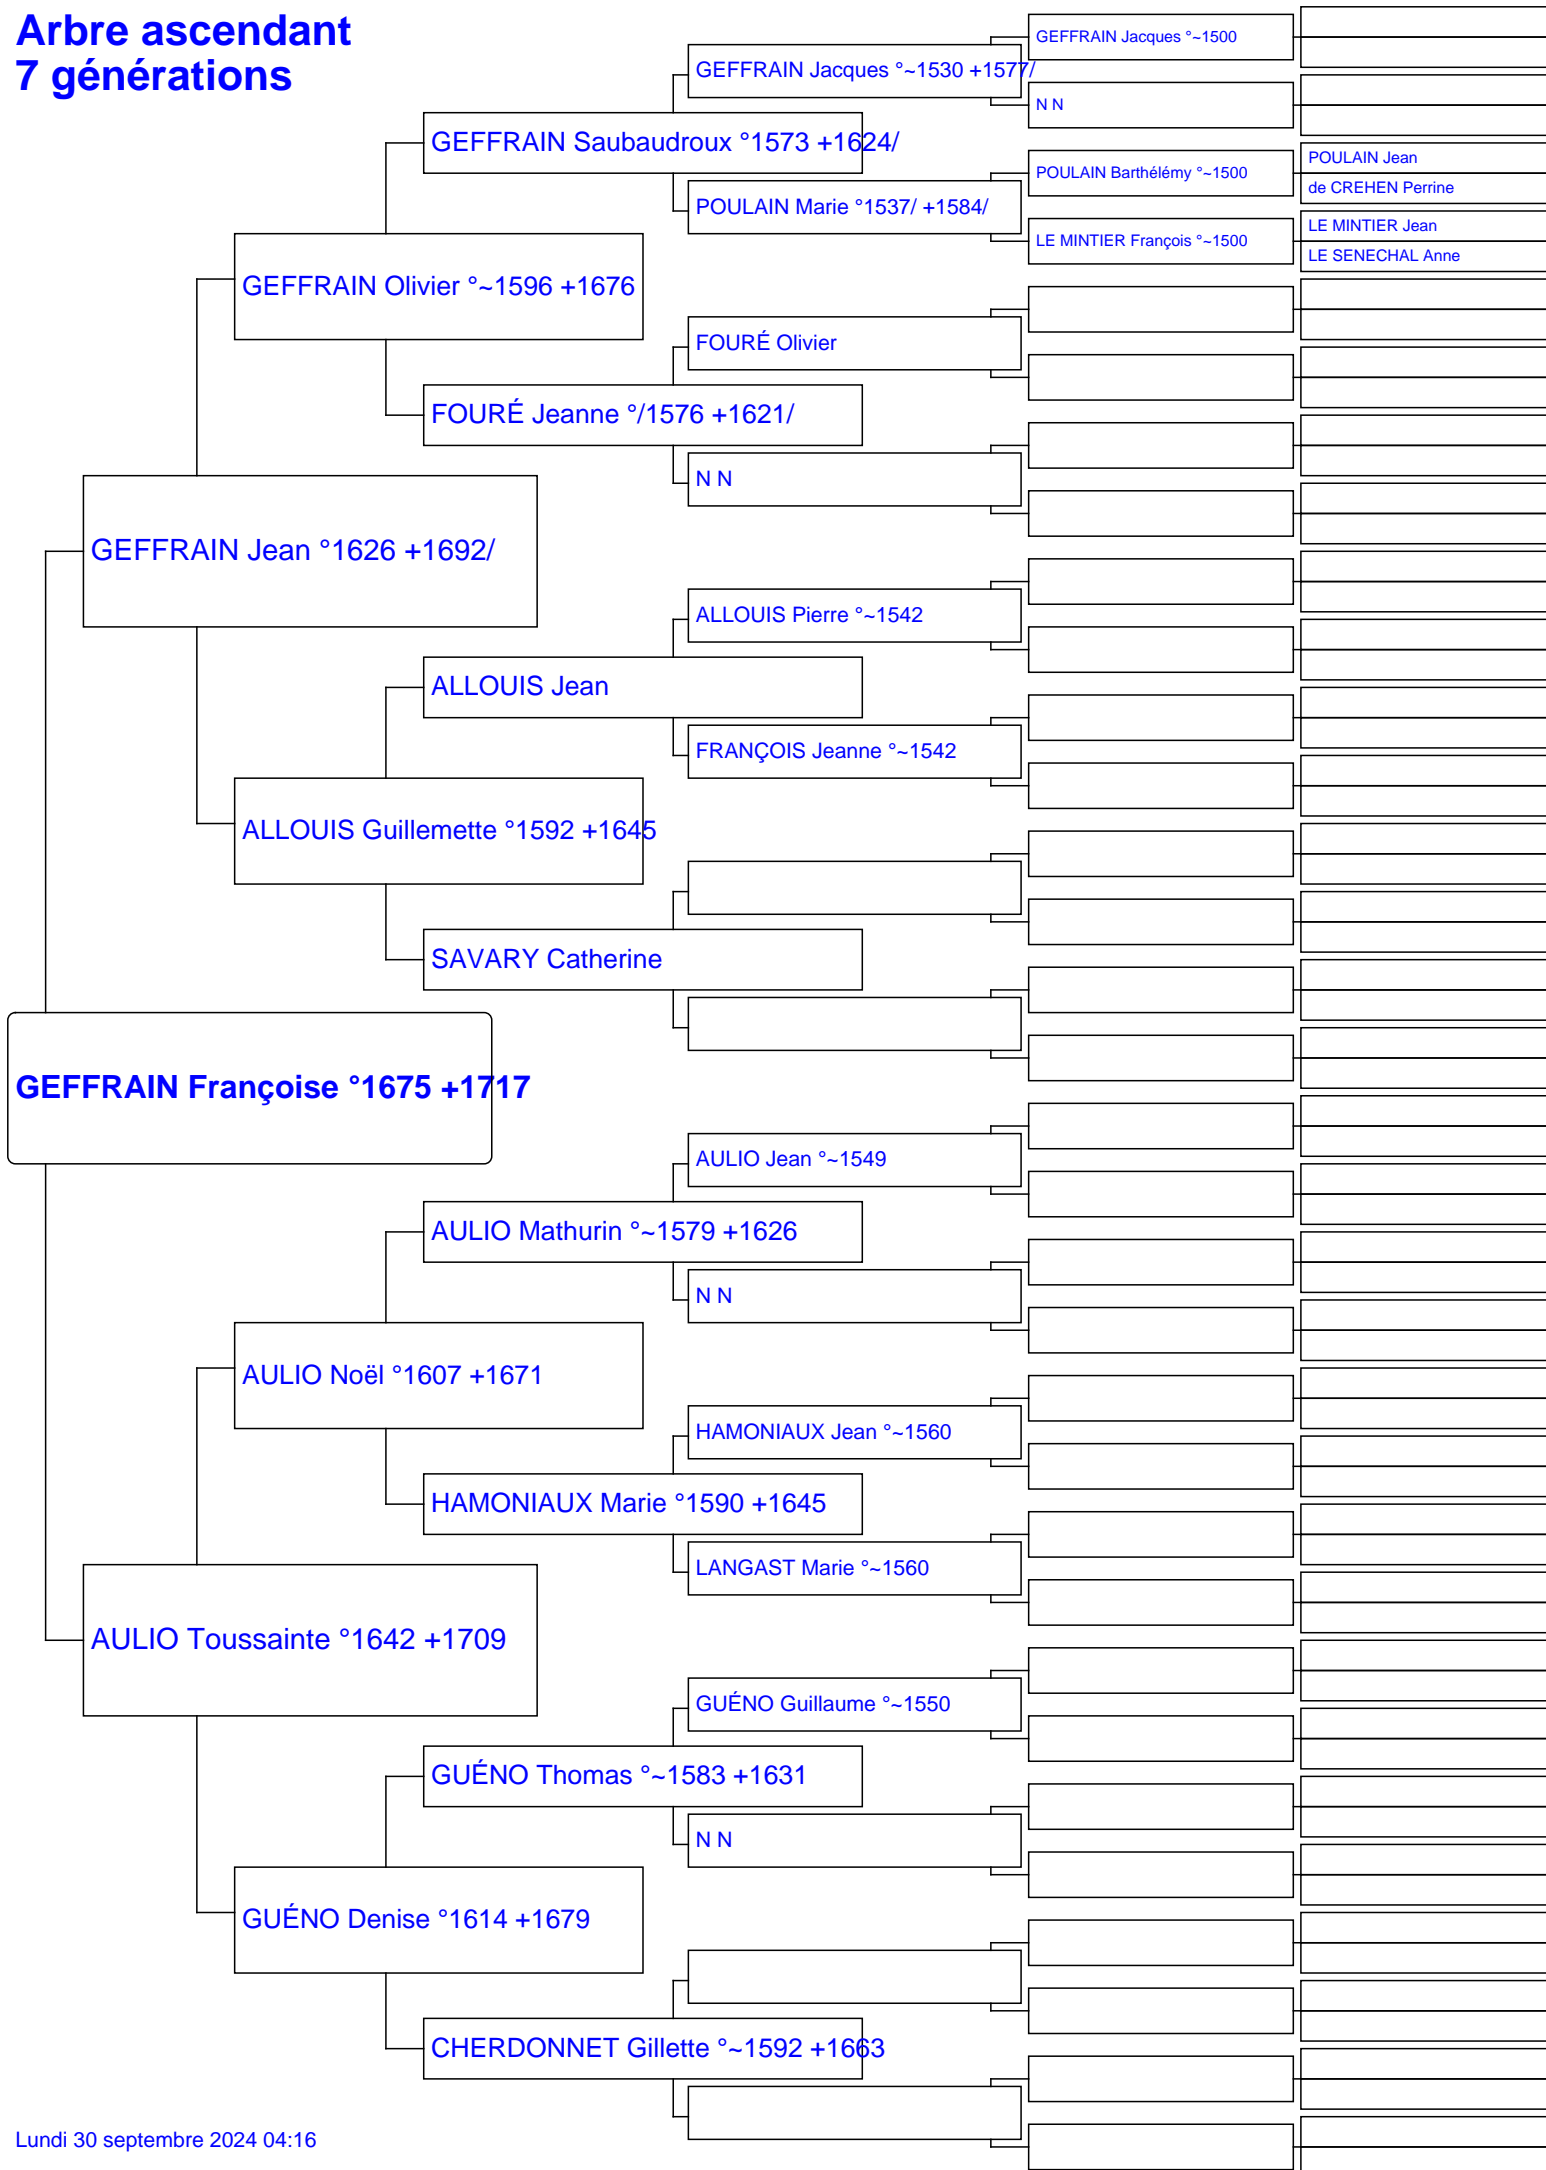 Arbre ascendant
7 générations
GEFFRAIN Jacques °~1500
GEFFRAIN Jacques °~1530 +1577/
N N
GEFFRAIN Saubaudroux °1573 +1624/
POULAIN Jean
POULAIN Barthélémy °~1500
de CREHEN Perrine
POULAIN Marie °1537/ +1584/
LE MINTIER Jean
LE MINTIER François °~1500
LE SENECHAL Anne
GEFFRAIN Olivier °~1596 +1676
FOURÉ Olivier
FOURÉ Jeanne °/1576 +1621/
N N
GEFFRAIN Jean °1626 +1692/
ALLOUIS Pierre °~1542
ALLOUIS Jean
FRANÇOIS Jeanne °~1542
ALLOUIS Guillemette °1592 +1645
SAVARY Catherine
GEFFRAIN Françoise °1675 +1717
AULIO Jean °~1549
AULIO Mathurin °~1579 +1626
N N
AULIO Noël °1607 +1671
HAMONIAUX Jean °~1560
HAMONIAUX Marie °1590 +1645
LANGAST Marie °~1560
AULIO Toussainte °1642 +1709
GUÉNO Guillaume °~1550
GUÉNO Thomas °~1583 +1631
N N
GUÉNO Denise °1614 +1679
CHERDONNET Gillette °~1592 +1663
Lundi 30 septembre 2024 04:16